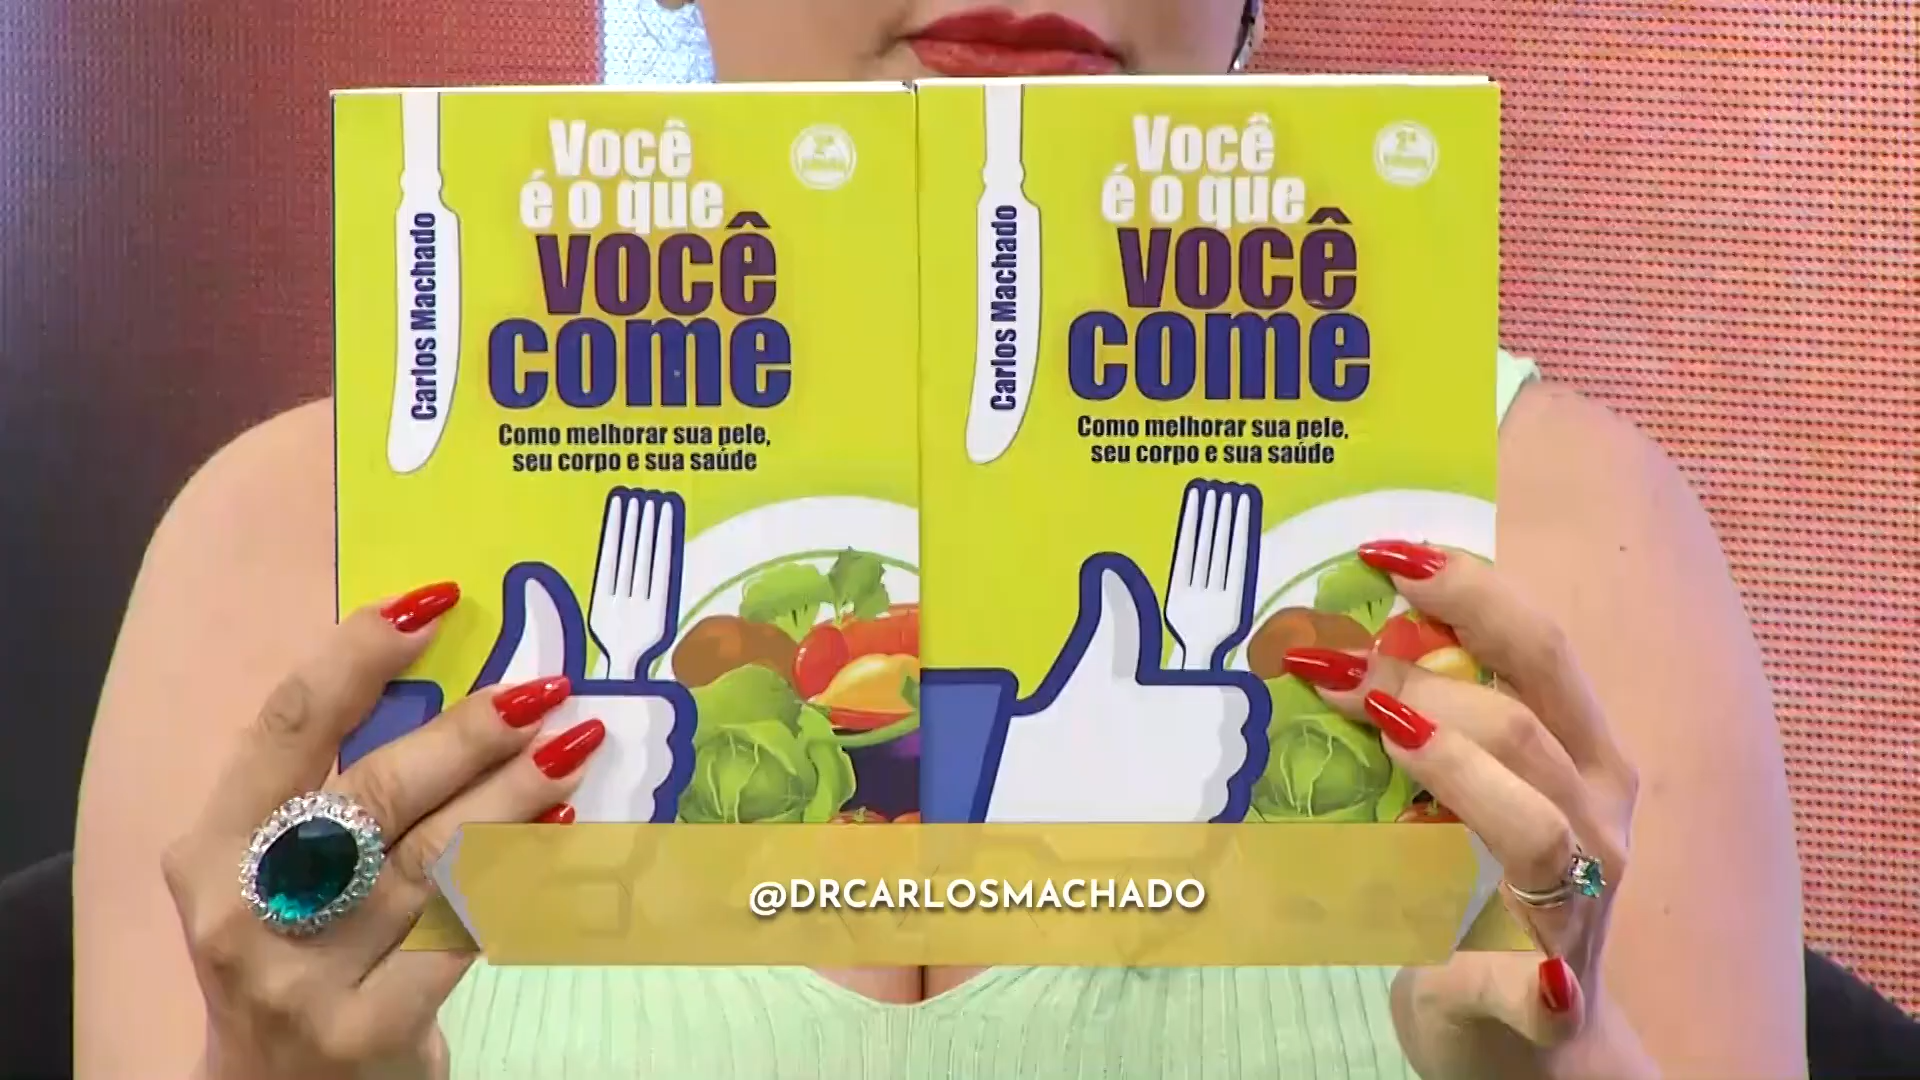 Você
é o que
você
come
Carlos Machado
Como melhorar sua pele,
seu corpo e sua saúde
Você
é o que
você
come
2ª
Carlos Machado
Como melhorar sua pele,
seu corpo e sua saúde
@DRCARLOSMACHADO